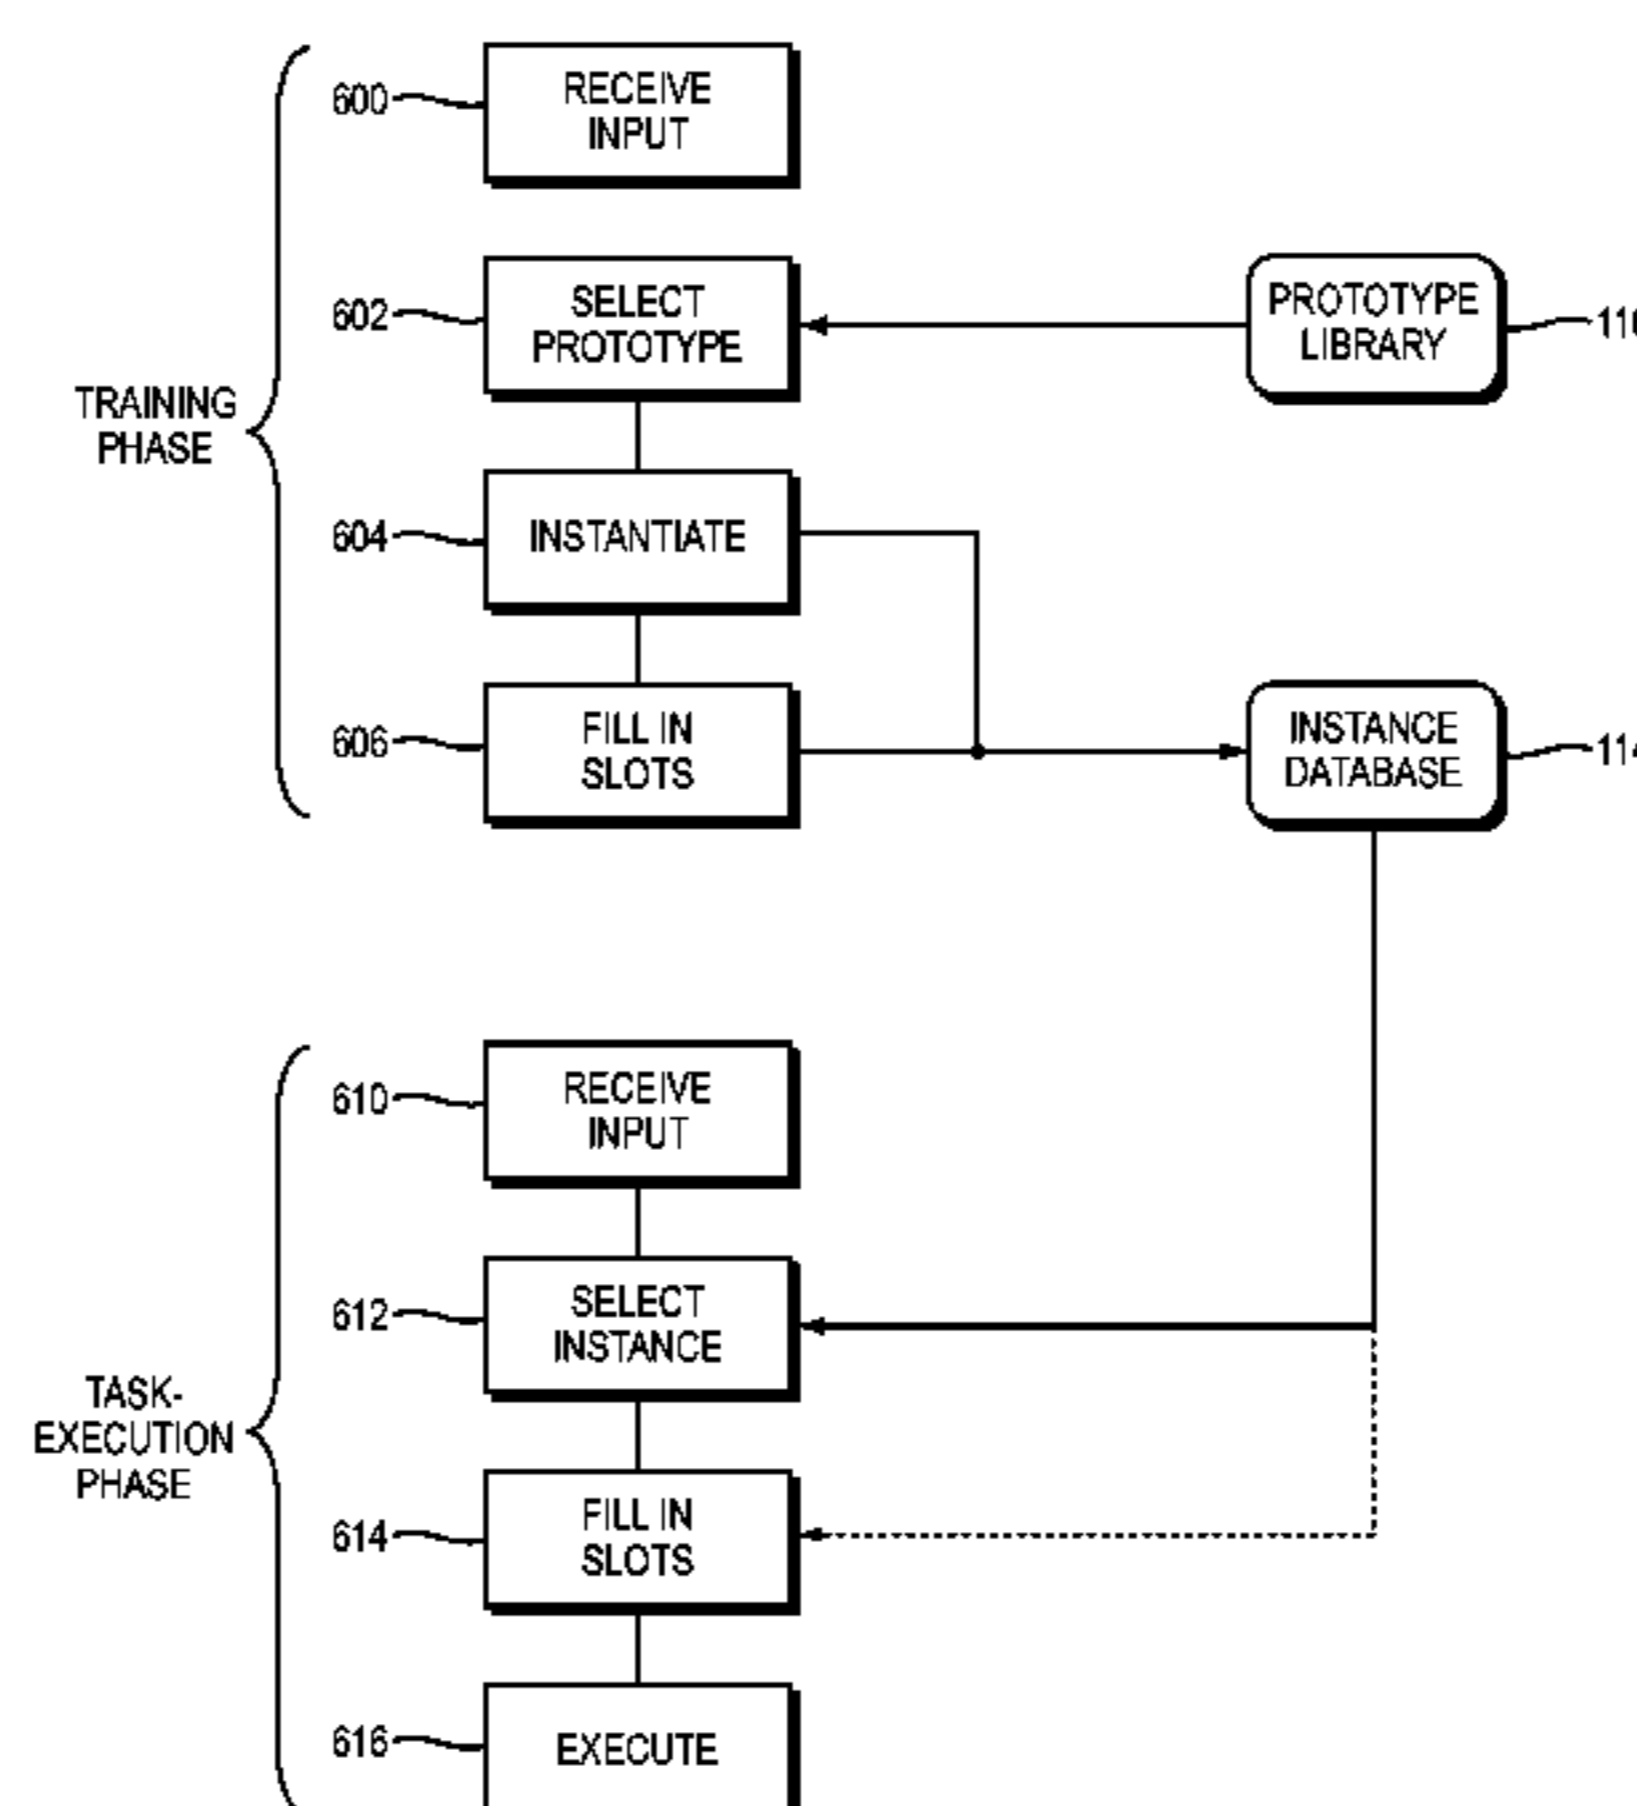 600
RECEIVE
INPUT
602
SELECT
PROTOTYPE
PROTOTYPE
LIBRARY
TRAINING
PHASE
604
INSTANTIATE
606
FILL IN
SLOTS
INSTANCE
DATABASE
610
RECEIVE
INPUT
612
SELECT
INSTANCE
TASK-
EXECUTION
PHASE
614
FILL IN
SLOTS
616
EXECUTE